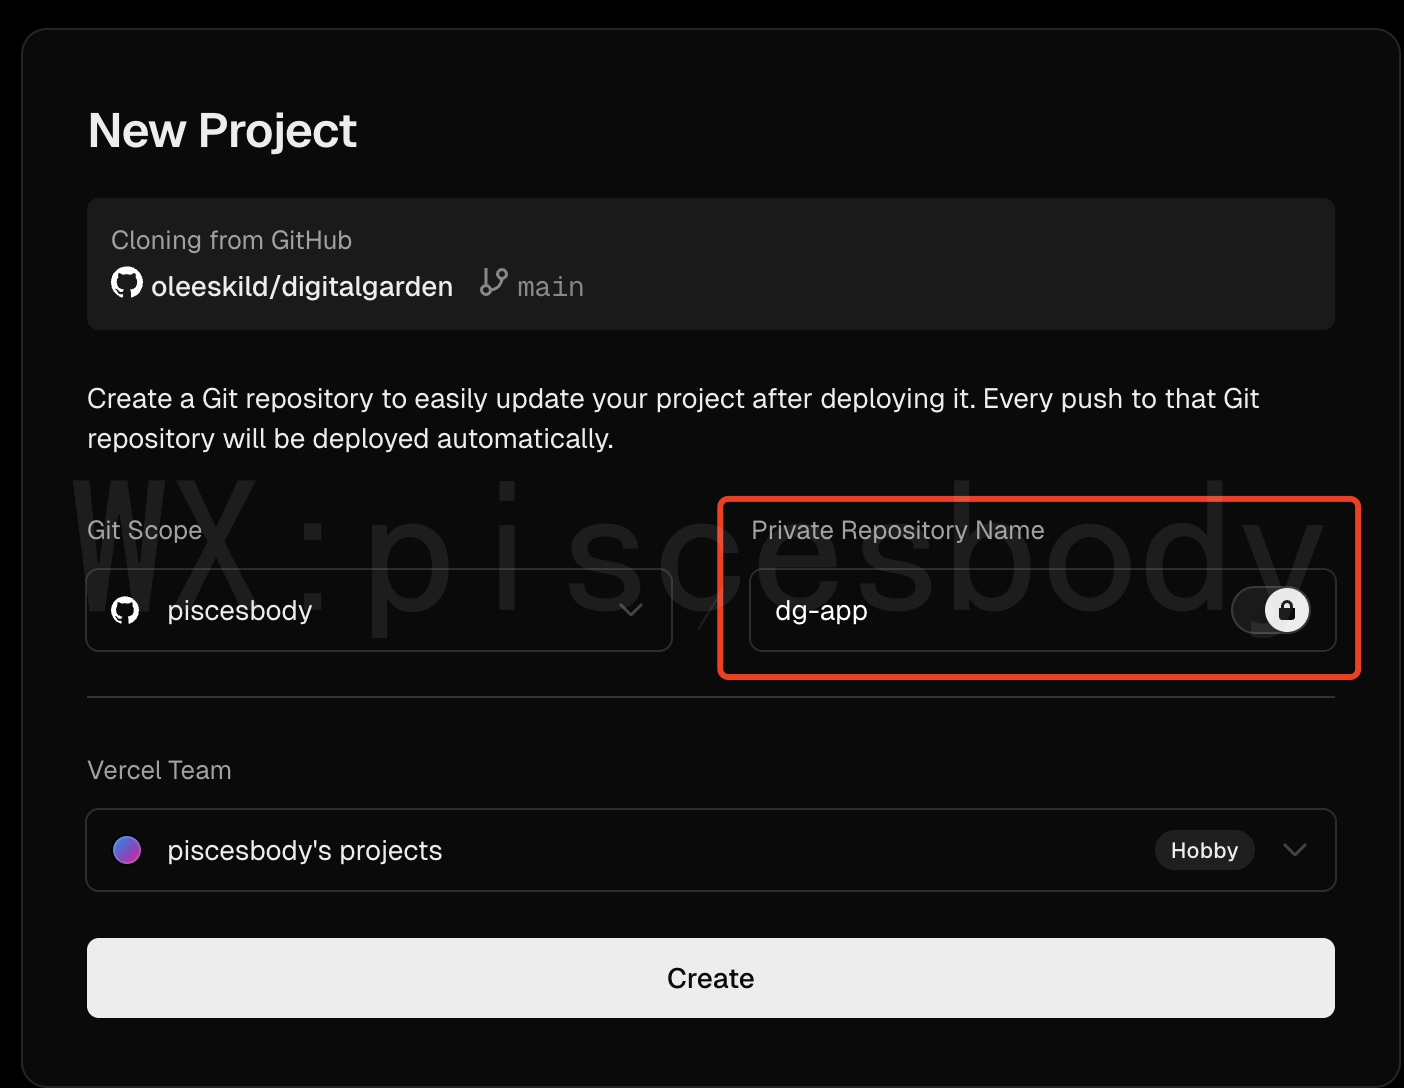 New Project
Cloning from GitHub
oleeskild/digitalgarden main
Create a Git repository to easily update your project after deploying it. Every push to that Git
repository will be deployed automatically.
WX:piscesbody
Git Scope
Private Repository Name
piscesbody
/
dg-app
Vercel Team
piscesbody's projects
Hobby
Create